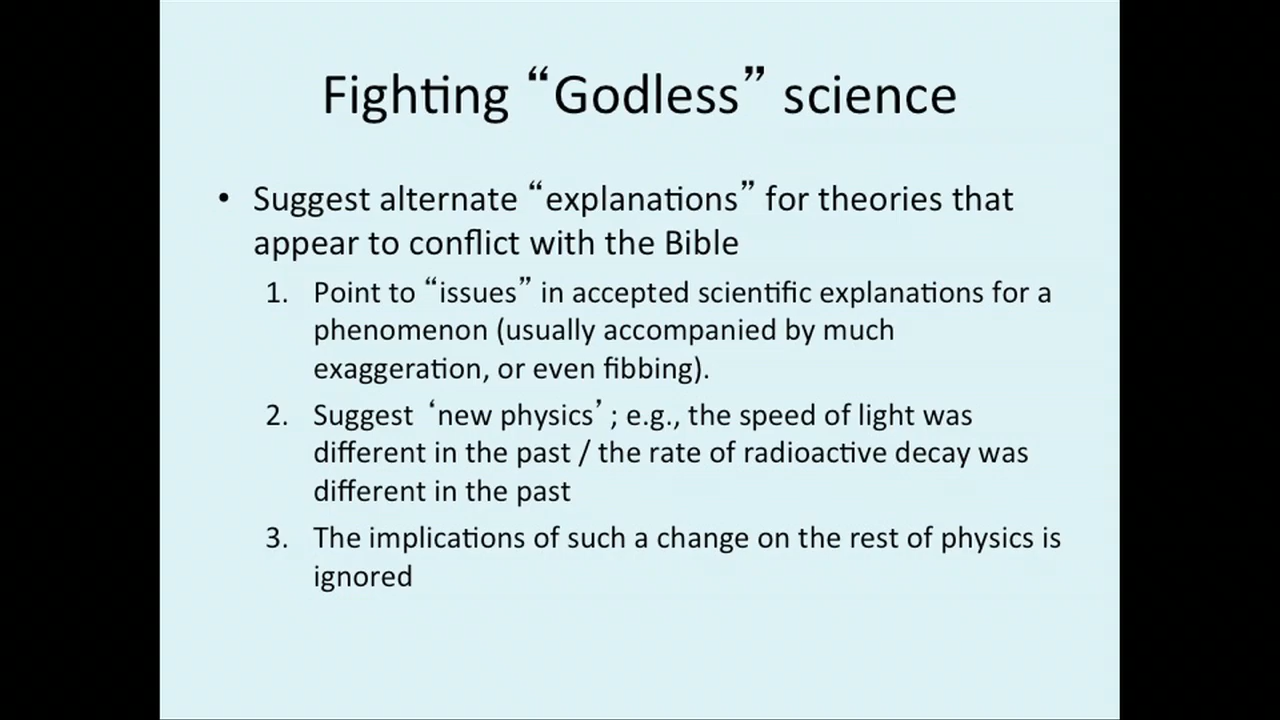 Fighting “Godless” science
• Suggest alternate “explanations” for theories that
appear to conflict with the Bible
1. Point to “issues” in accepted scientific explanations for a
phenomenon (usually accompanied by much
exaggeration, or even fibbing).
2. Suggest ‘new physics’; e.g., the speed of light was
different in the past / the rate of radioactive decay was
different in the past
3. The implications of such a change on the rest of physics is
ignored